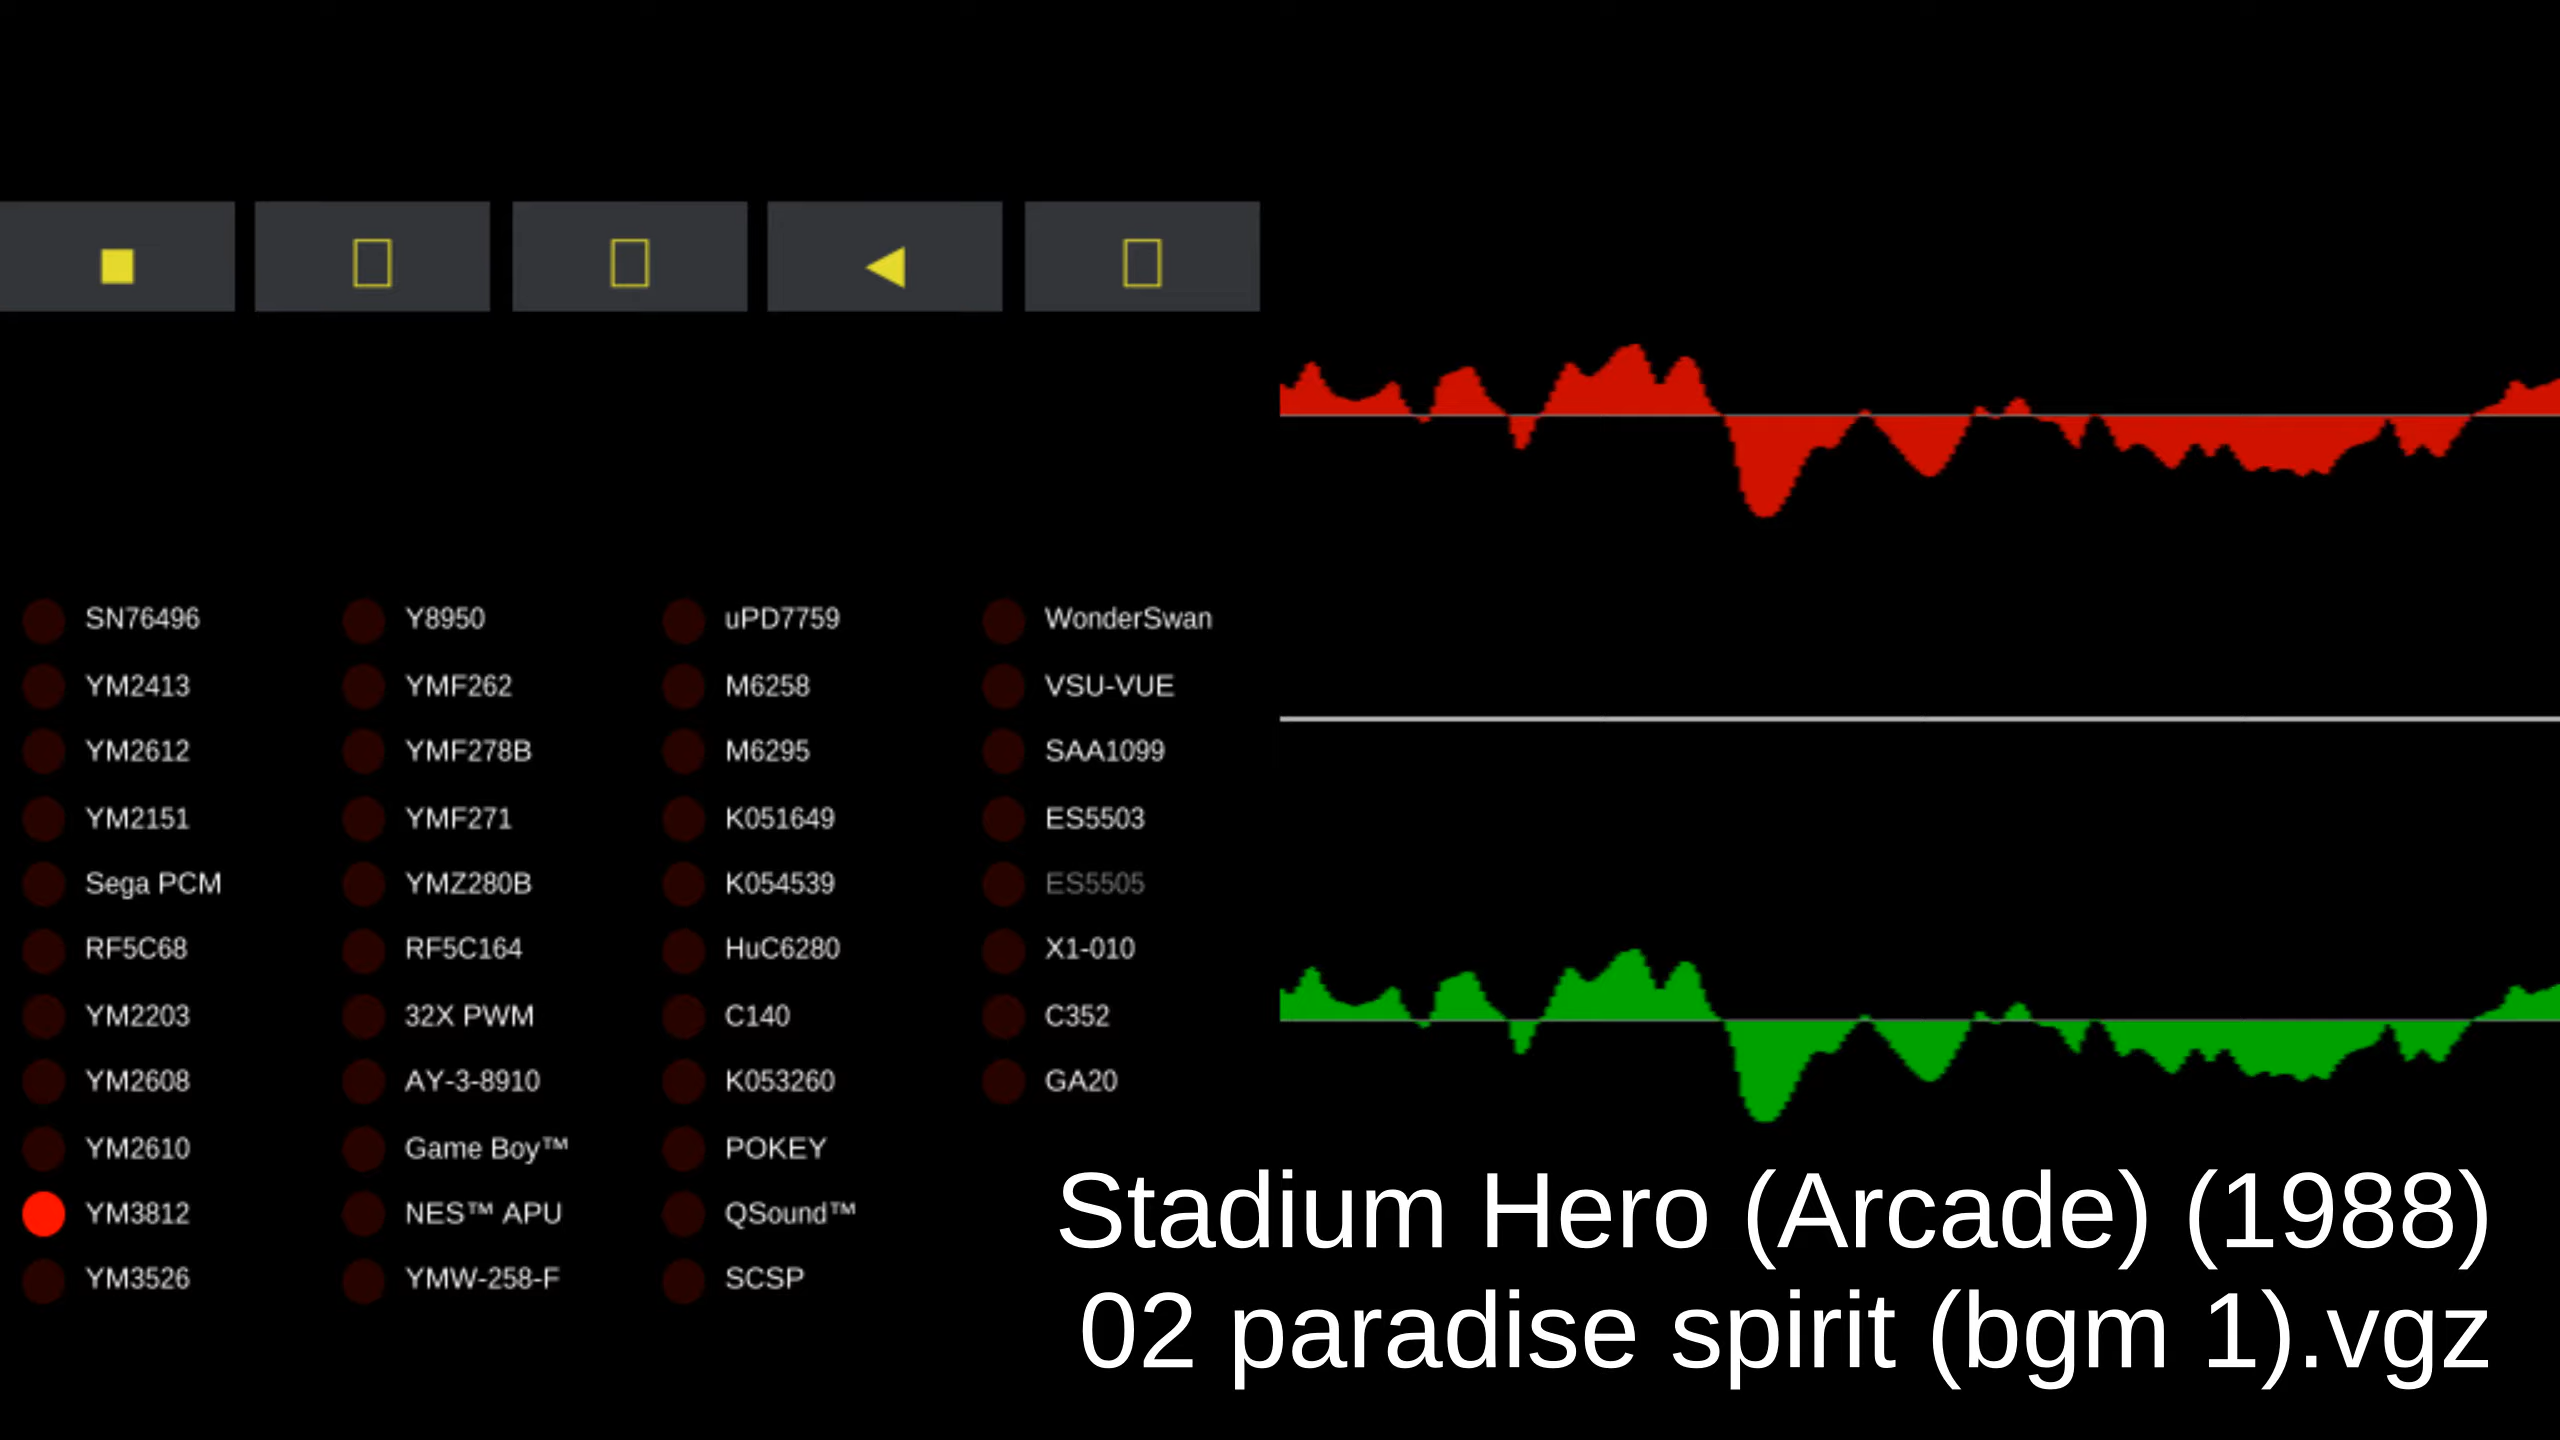 SN76496
YM2413
YM2612
YM2151
Sega PCM
RF5C68
YM2203
YM2608
YM2610
YM3812
YM3526
Y8950
YMF262
YMF278B
YMF271
YMZ280B
RF5C164
32X PWM
AY-3-8910
Game Boy™
NES™ APU
YMW-258-F
uPD7759
M6258
M6295
K051649
K054539
HuC6280
C140
K053260
POKEY
QSound™
SCSP
WonderSwan
VSU-VUE
SAA1099
ES5503
ES5505
X1-010
C352
GA20
Stadium Hero (Arcade) (1988)
02 paradise spirit (bgm 1).vgz